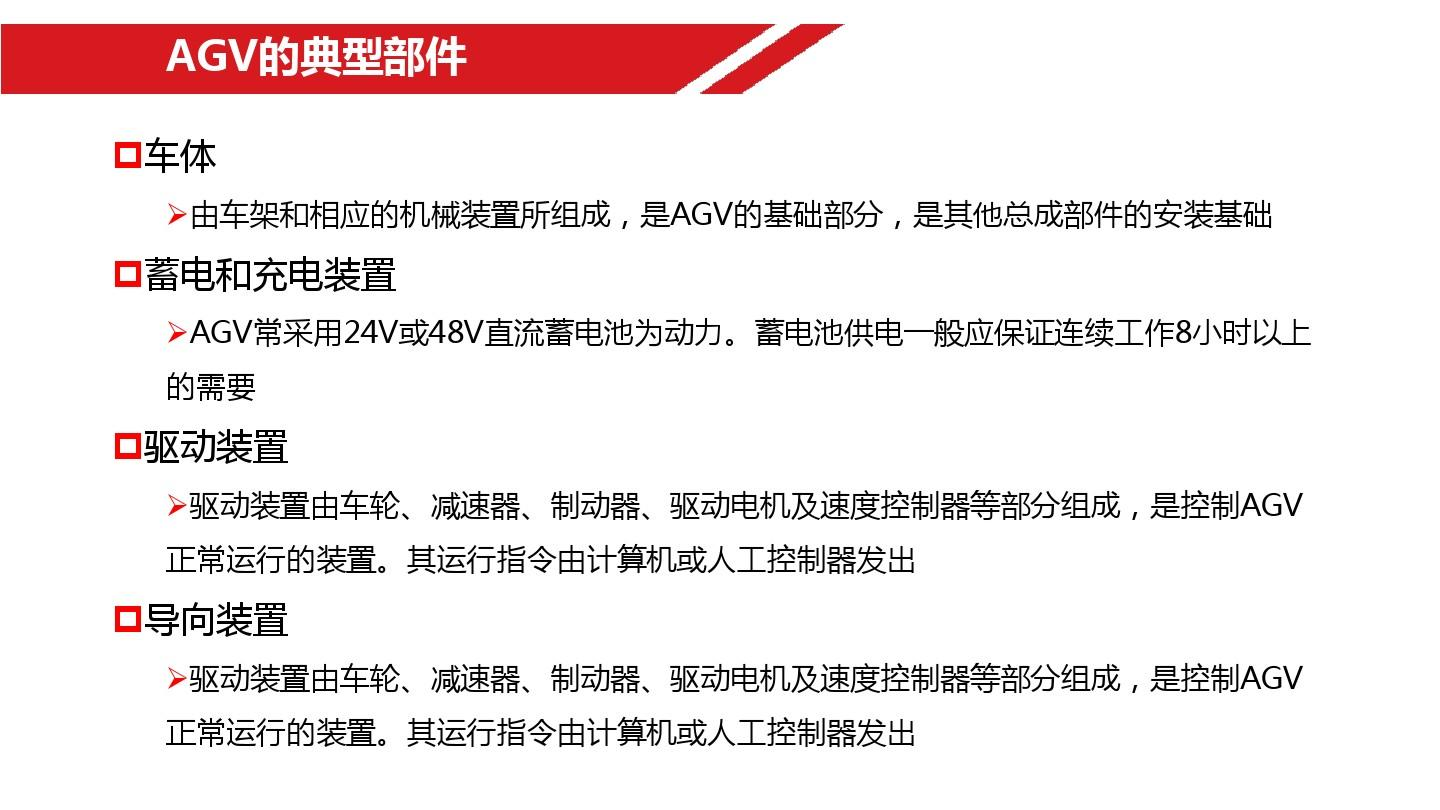 AGV的典型部件
车体
由车架和相应的机械装置所组成，是AGV的基础部分，是其他总成部件的安装基础
蓄电和充电装置
AGV常采用24V或48V直流蓄电池为动力。蓄电池供电一般应保证连续工作8小时以上
的需要
驱动装置
驱动装置由车轮、减速器、制动器、驱动电机及速度控制器等部分组成，是控制AGV
正常运行的装置。其运行指令由计算机或人工控制器发出
导向装置
驱动装置由车轮、减速器、制动器、驱动电机及速度控制器等部分组成，是控制AGV
正常运行的装置。其运行指令由计算机或人工控制器发出